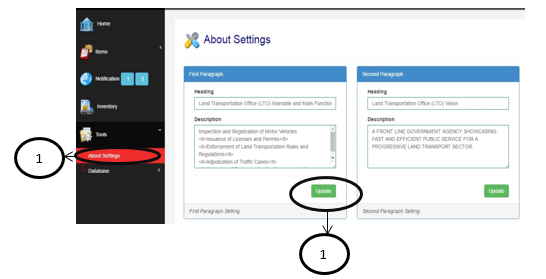 Home
About Settings
Items
First Paragraph
Second Paragraph
Notification 1 3
Heading
Heading
Land Transportation Office (LTO) Mandate and Main Function
Land Transportation Office (LTO) Vision
Inventory
Description
Description
Inspection and Registration of Motor Vehicles
<li>Issuance of Licenses and Permits</li>
<li>Enforcement of Land Transportation Rules and
Regulations</li>
<li>Adjudication of Traffic Cases</li>
A FRONT LINE GOVERNMENT AGENCY SHOWCASING
FAST AND EFFICIENT PUBLIC SERVICE FOR A
PROGRESSIVE LAND TRANSPORT SECTOR.
Tools
1
About Settings
Database
Update
Update
First Paragraph Setting
Second Paragraph Setting
1